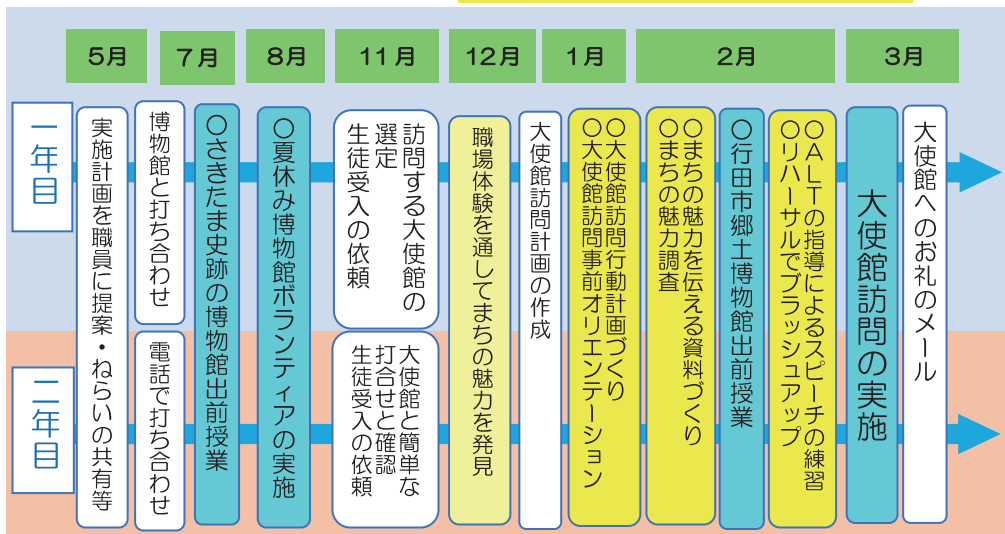 5月
7月
8月
11月
12月
1月
2月
3月
一年目
二年目
実施計画を職員に提案・ねらいの共有等
博物館と打ち合わせ
電話で打ち合わせ
〇さきたま史跡の博物館出前授業
〇夏休み博物館ボランティアの実施
訪問する大使館の
選定
生徒受入の依頼
大使館と簡単な
打合せと確認
生徒受入の依頼
職場体験を通してまちの魅力を発見
大使館訪問計画の作成
〇大使館訪問行動計画づくり
〇大使館訪問事前オリエンテーション
〇まちの魅力を伝える資料づくり
〇まちの魅力調査
〇行田市郷土博物館出前授業
〇ALTの指導によるスピーチの練習
〇リハーサルでブラッシュアップ
大使館訪問の実施
大使館へのお礼のメール